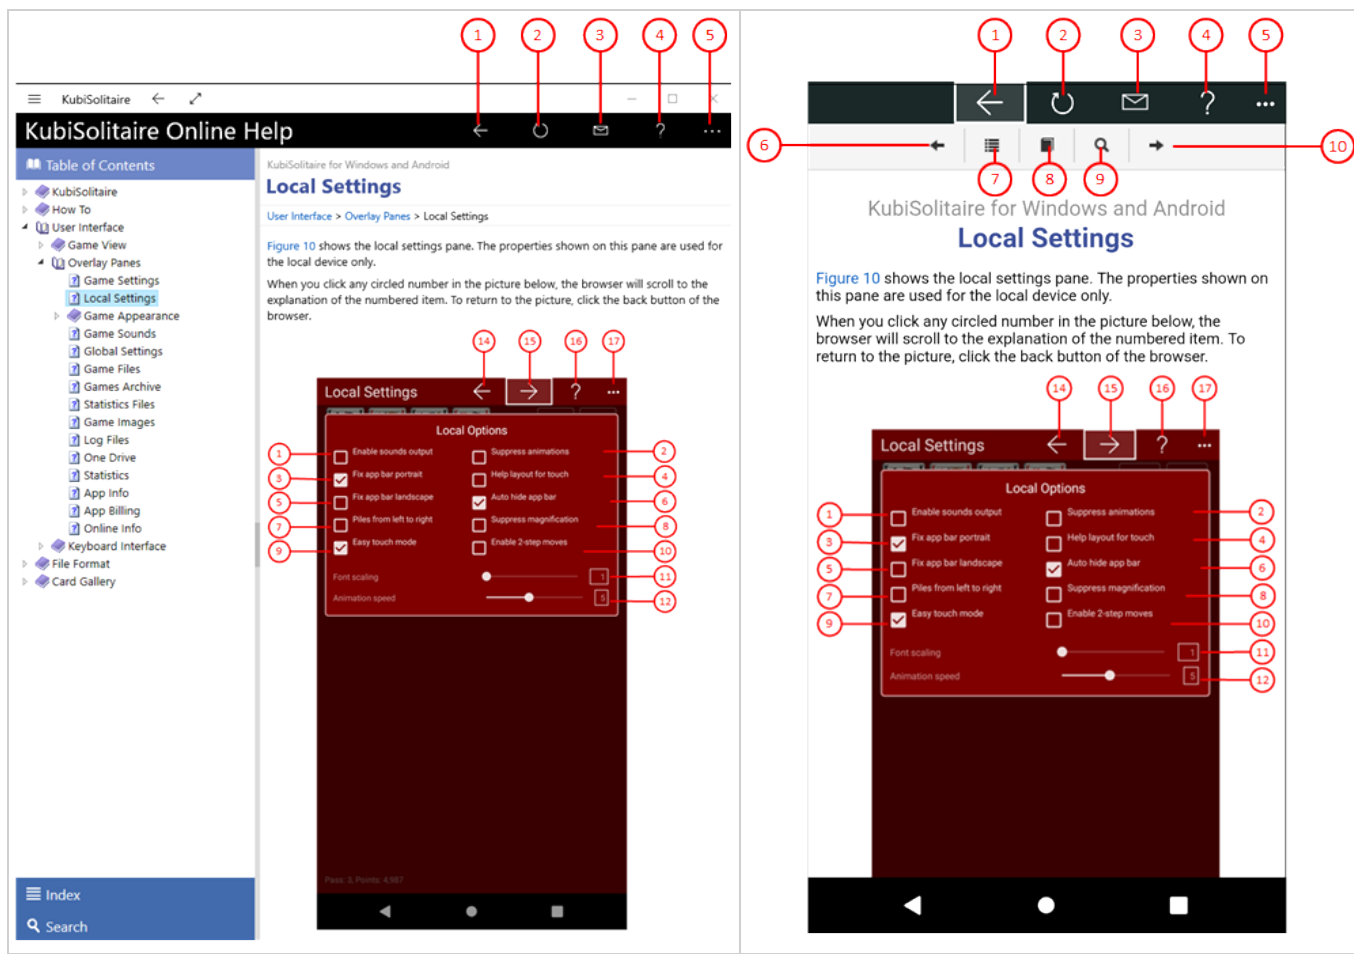 1 2 3 4 5
KubiSolitaire
KubiSolitaire Online Help
Table of Contents
KubiSolitaire
How To
User Interface
Game View
Overlay Panes
Game Settings
Local Settings
Game Appearance
Game Sounds
Global Settings
Game Files
Games Archive
Statistics Files
Game Images
Log Files
One Drive
Statistics
App Info
App Billing
Online Info
Keyboard Interface
File Format
Card Gallery
Index
Search
KubiSolitaire for Windows and Android
Local Settings
User Interface > Overlay Panes > Local Settings
Figure 10 shows the local settings pane. The properties shown on this pane are used for
the local device only.
When you click any circled number in the picture below, the browser will scroll to the
explanation of the numbered item. To return to the picture, click the back button of the
browser.
14 15 16 17
Local Settings
Local Options
1 Enable sounds output Suppress animations 2
3 Fix app bar portrait Help layout for touch 4
5 Fix app bar landscape Auto hide app bar 6
7 Piles from left to right Suppress magnification 8
9 Easy touch mode Enable 2-step moves 10
Font scaling 1 11
Animation speed 5 12
Pass: 3, Points: 4,987
1 2 3 4 5
6 10
7 8 9
KubiSolitaire for Windows and Android
Local Settings
Figure 10 shows the local settings pane. The properties shown on
this pane are used for the local device only.
When you click any circled number in the picture below, the
browser will scroll to the explanation of the numbered item. To
return to the picture, click the back button of the browser.
14 15 16 17
Local Settings
Local Options
1 Enable sounds output Suppress animations 2
3 Fix app bar portrait Help layout for touch 4
5 Fix app bar landscape Auto hide app bar 6
7 Piles from left to right Suppress magnification 8
9 Easy touch mode Enable 2-step moves 10
Font scaling 1 11
Animation speed 5 12